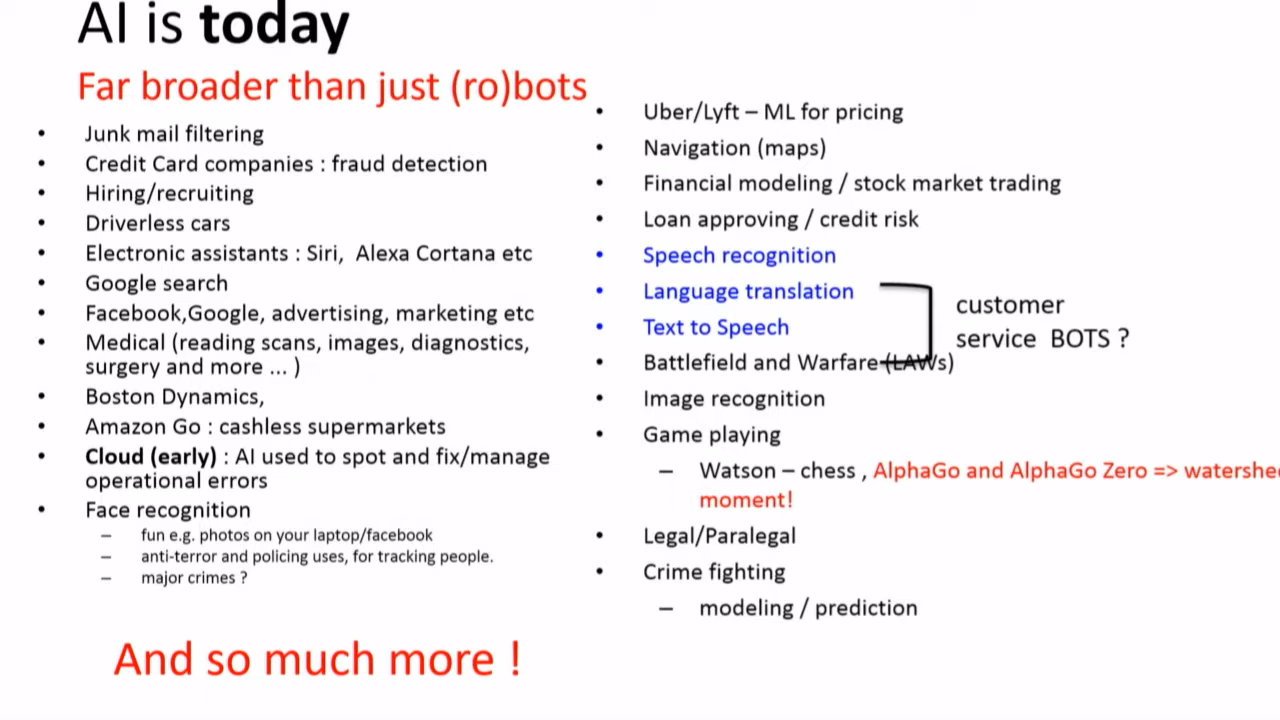 AI is today
Far broader than just (ro)bots
• Junk mail filtering
• Credit Card companies : fraud detection
• Hiring/recruiting
• Driverless cars
• Electronic assistants : Siri, Alexa Cortana etc
• Google search
• Facebook,Google, advertising, marketing etc
• Medical (reading scans, images, diagnostics,
surgery and more ... )
• Boston Dynamics,
• Amazon Go : cashless supermarkets
• Cloud (early) : AI used to spot and fix/manage
operational errors
• Face recognition
– fun e.g. photos on your laptop/facebook
– anti-terror and policing uses, for tracking people.
– major crimes ?
And so much more !
• Uber/Lyft – ML for pricing
• Navigation (maps)
• Financial modeling / stock market trading
• Loan approving / credit risk
• Speech recognition
• Language translation
• Text to Speech
customer
service BOTS ?
• Battlefield and Warfare (LAWs)
• Image recognition
• Game playing
– Watson – chess , AlphaGo and AlphaGo Zero => watershed
moment!
• Legal/Paralegal
• Crime fighting
– modeling / prediction